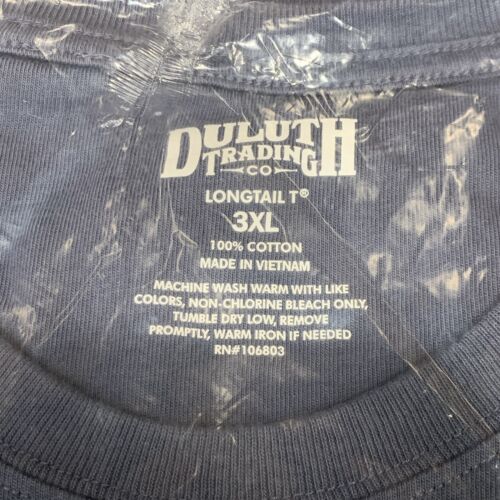 DULUTH
TRADING
CO
LONGTAIL T®
3XL
100% COTTON
MADE IN VIETNAM
MACHINE WASH WARM WITH LIKE
COLORS, NON-CHLORINE BLEACH ONLY,
TUMBLE DRY LOW, REMOVE
PROMPTLY, WARM IRON IF NEEDED
RN#106803